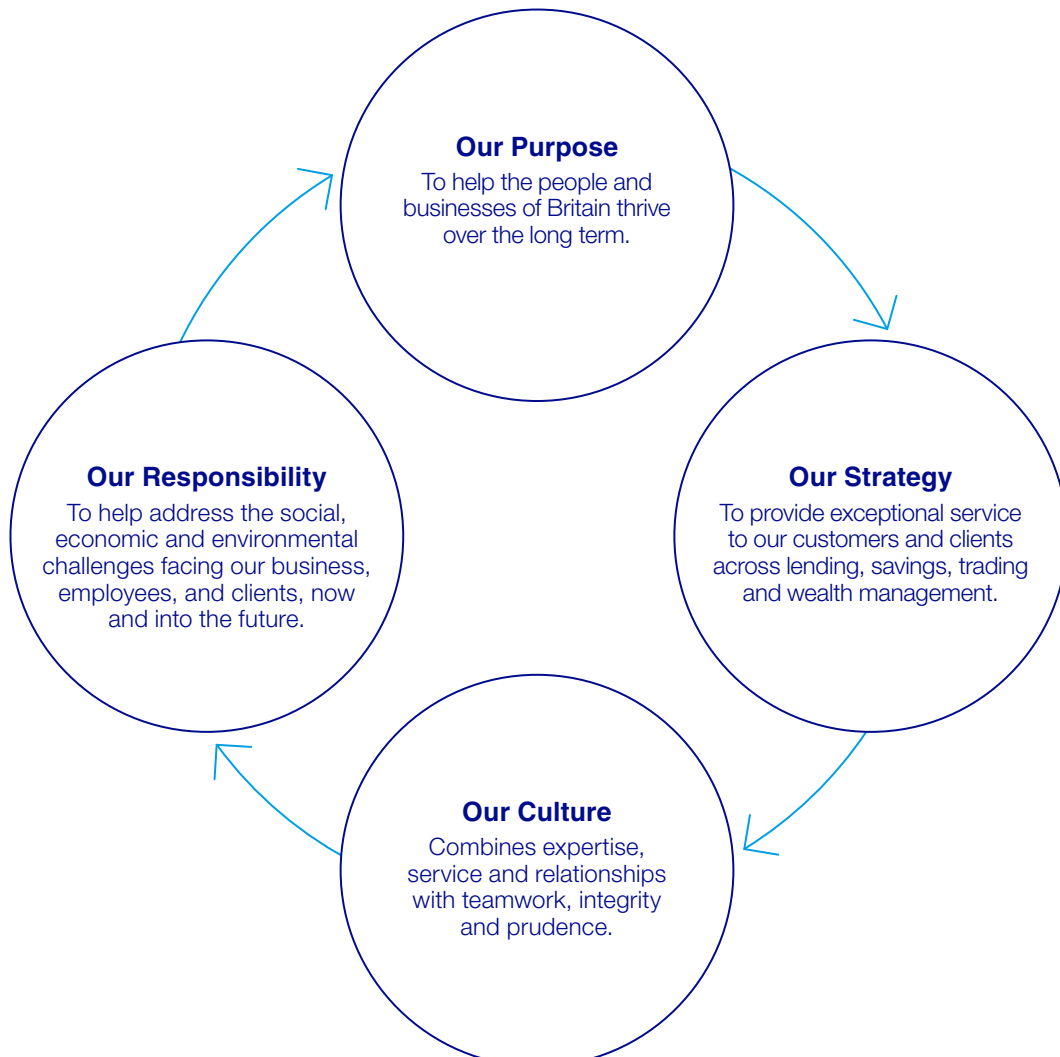 Our Purpose
To help the people and
businesses of Britain thrive
over the long term.
Our Responsibility
To help address the social,
economic and environmental
challenges facing our business,
employees, and clients, now
and into the future.
Our Strategy
To provide exceptional service
to our customers and clients
across lending, savings, trading
and wealth management.
Our Culture
Combines expertise,
service and relationships
with teamwork, integrity
and prudence.